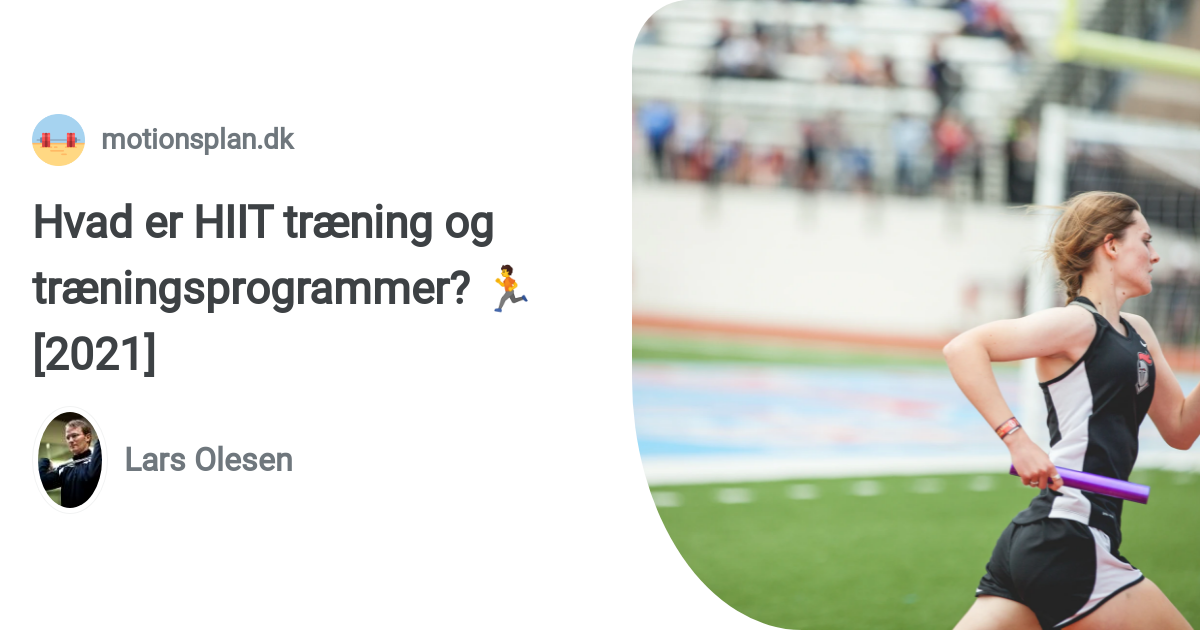 motionsplan.dk
Hvad er HIIT træning og
træningsprogrammer? 🏃
[2021]
Lars Olesen